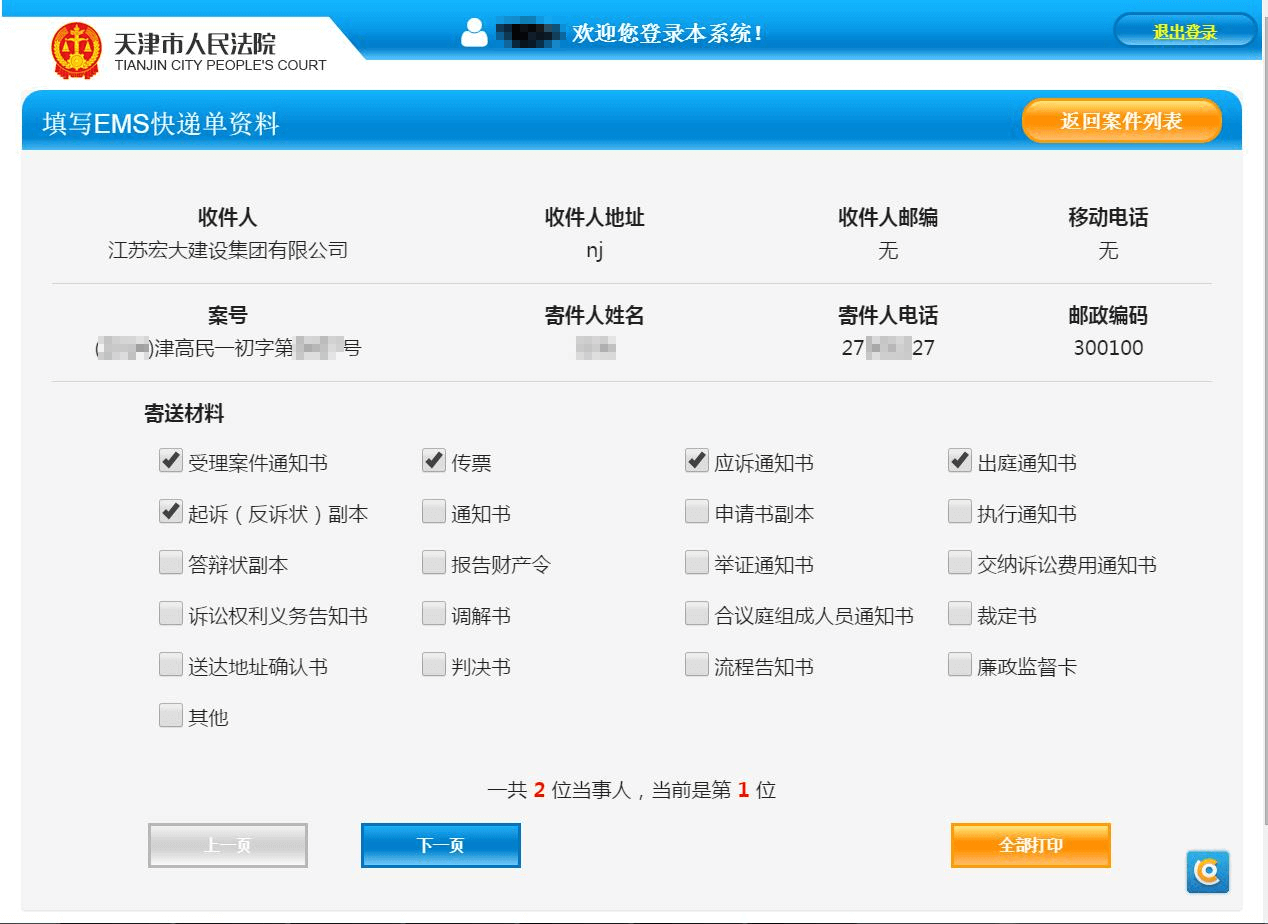 天津市人民法院
TIANJIN CITY PEOPLE'S COURT
欢迎您登录本系统!
退出登录
填写EMS快递单资料
返回案件列表
收件人 收件人地址 收件人邮编 移动电话
江苏宏大建设集团有限公司 nj 无 无
案号 寄件人姓名 寄件人电话 邮政编码
( )津高民一初字第 号 27 27 300100
寄送材料
受理案件通知书 传票 应诉通知书 出庭通知书
起诉(反诉状)副本 通知书 申请书副本 执行通知书
答辩状副本 报告财产令 举证通知书 交纳诉讼费用通知书
诉讼权利义务告知书 调解书 合议庭组成人员通知书 裁定书
送达地址确认书 判决书 流程告知书 廉政监督卡
其他
一共 2 位当事人，当前是第 1 位
上一页 下一页 全部打印